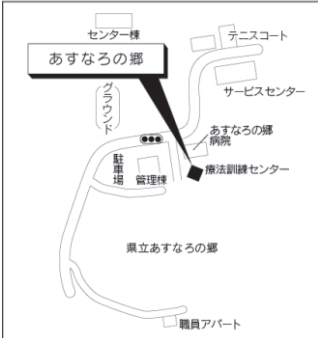 センター棟
テニスコート
あすなろの郷
グラウンド
サービスセンター
あすなろの郷
病院
駐車場
管理棟
療法訓練センター
県立あすなろの郷
職員アパート